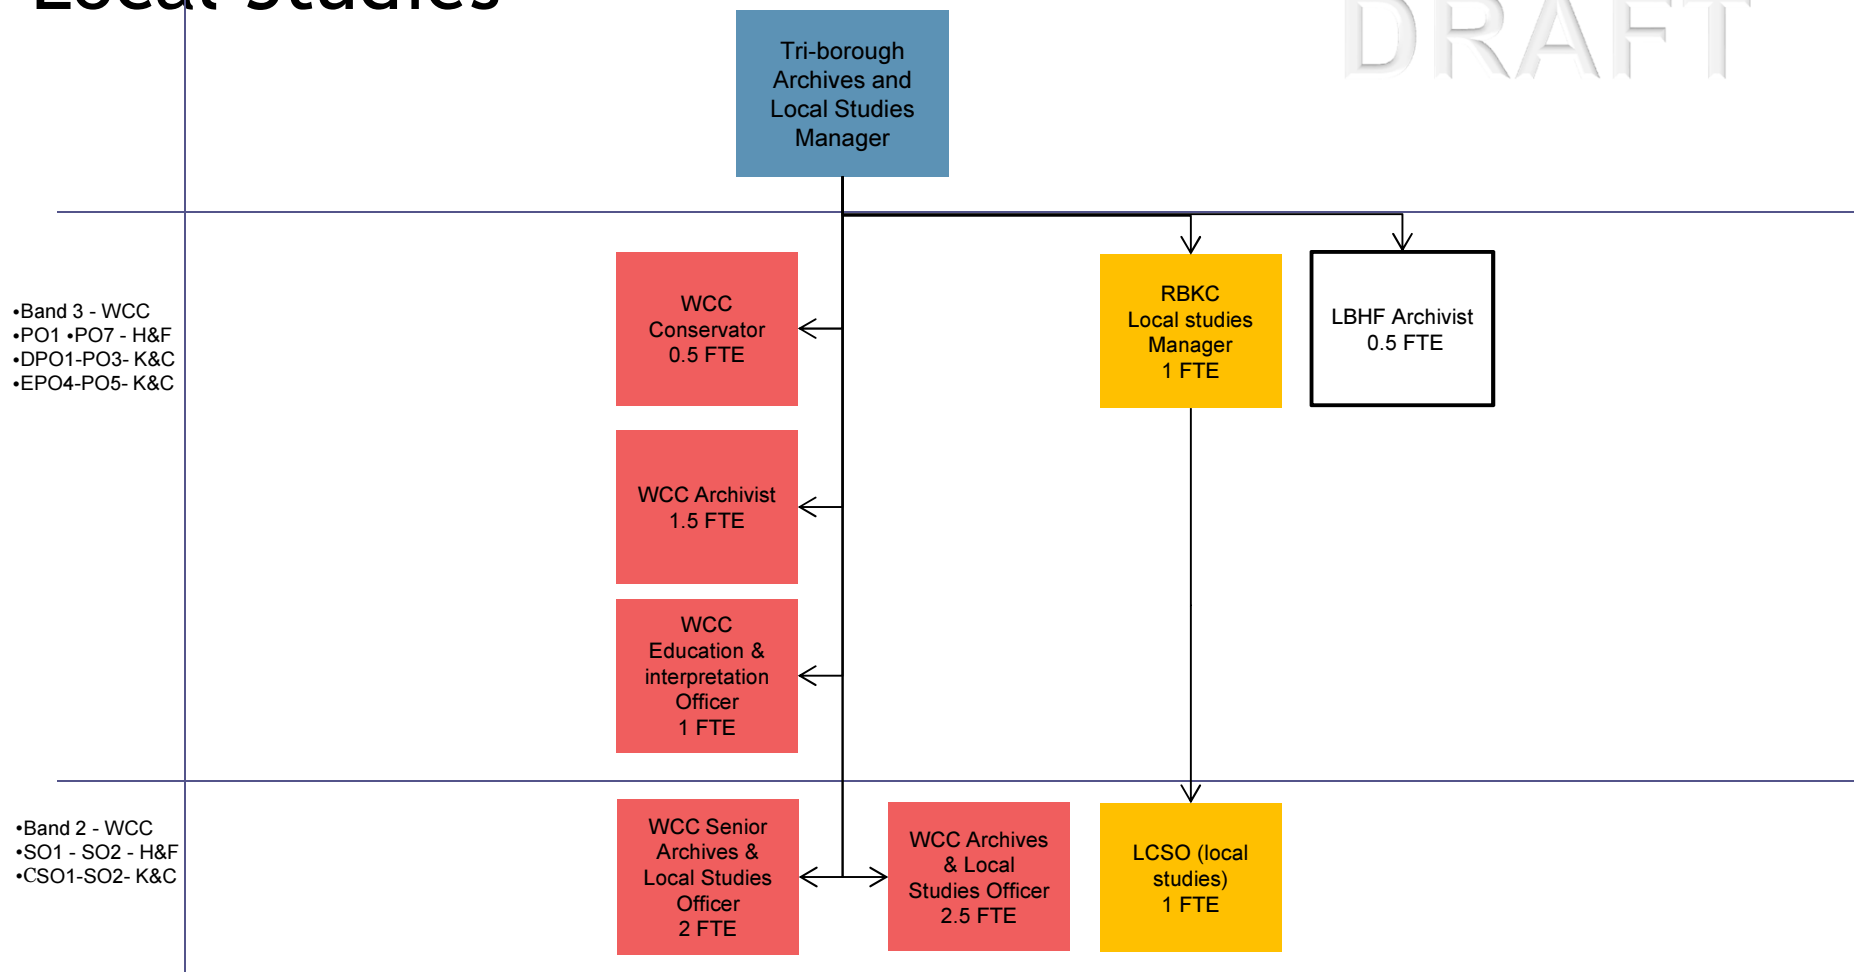 Local Studies
DRAFT
Tri-borough
Archives and
Local Studies
Manager
•Band 3 - WCC
•PO1 •PO7 - H&F
•DPO1-PO3- K&C
•EPO4-PO5- K&C
WCC
Conservator
0.5 FTE
RBKC
Local studies
Manager
1 FTE
LBHF Archivist
0.5 FTE
WCC Archivist
1.5 FTE
WCC
Education &
interpretation
Officer
1 FTE
•Band 2 - WCC
•SO1 - SO2 - H&F
•CSO1-SO2- K&C
WCC Senior
Archives &
Local Studies
Officer
2 FTE
WCC Archives
& Local
Studies Officer
2.5 FTE
LCSO (local
studies)
1 FTE